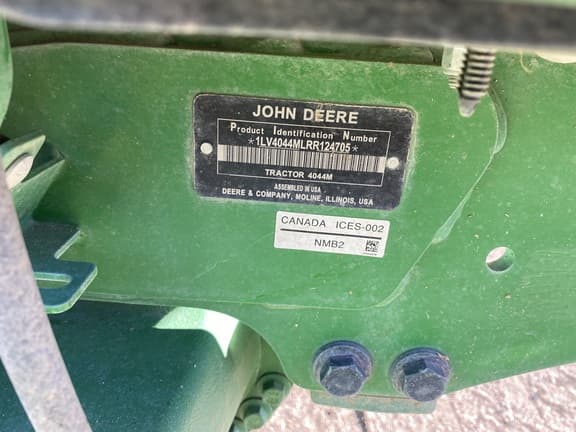 JOHN DEERE
Product Identification Number
*1LV4044MLRR124705*
TRACTOR 4044M
ASSEMBLED IN USA
DEERE & COMPANY, MOLINE, ILLINOIS, USA
CANADA ICES-002
NMB2